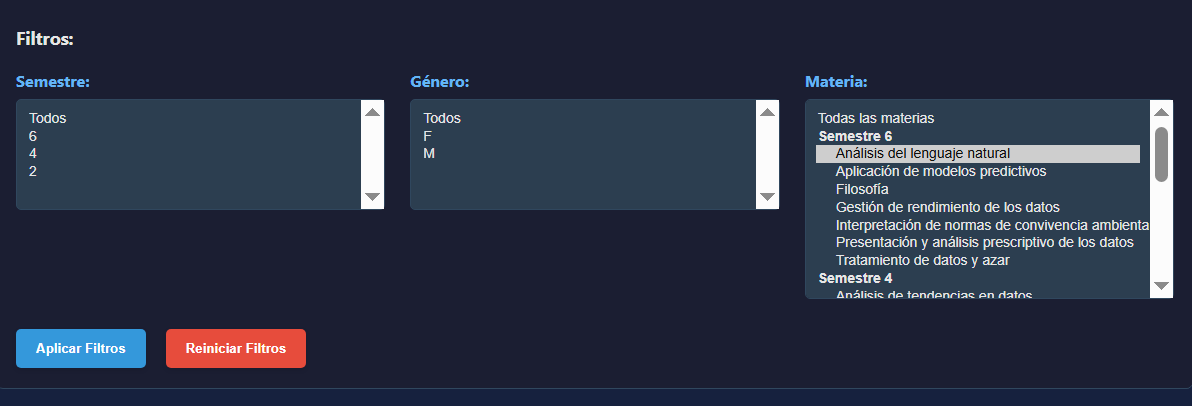 Filtros:
Semestre:
Todos
6
4
2
Género:
Todos
F
M
Materia:
Todas las materias
Semestre 6
Análisis del lenguaje natural
Aplicación de modelos predictivos
Filosofía
Gestión de rendimiento de los datos
Interpretación de normas de convivencia ambienta
Presentación y análisis prescriptivo de los datos
Tratamiento de datos y azar
Semestre 4
Análisis de tendencias en datos
Aplicar Filtros
Reiniciar Filtros